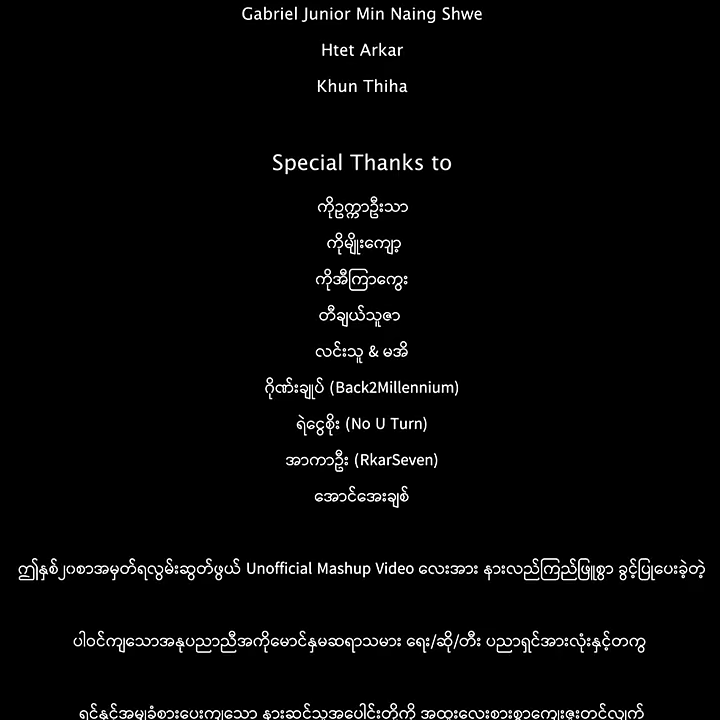 Gabriel Junior Min Naing Shwe
Htet Arkar
Khun Thiha
Special Thanks to
ကိုဥက္ကာဦးသာ
ကိုမျိုးကျော့
ကိုအီကြာကွေး
တီချယ်သူဇာ
လင်းသူ & မအိ
ဂိုဏ်းချုပ် (Back2Millennium)
ရဲငွေစိုး (No U Turn)
အာကာဦး (RkarSeven)
အောင်အေးချစ်
ဤနှစ်၂၀စာအမှတ်ရလွမ်းဆွတ်ဖွယ် Unofficial Mashup Video လေးအား နားလည်ကြည်ဖြူစွာ ခွင့်ပြုပေးခဲ့တဲ့
ပါဝင်ကျသောအနုပညာညီအကိုမောင်နှမဆရာသမား ရေး/ဆို/တီး ပညာရှင်အားလုံးနှင့်တကွ
ရင်နှင့်အမျှခံစားပေးကျသော နားဆင်သူအပေါင်းတို့ကို အထူးလေးစားစွာကျေးဇူးတင်လျက်